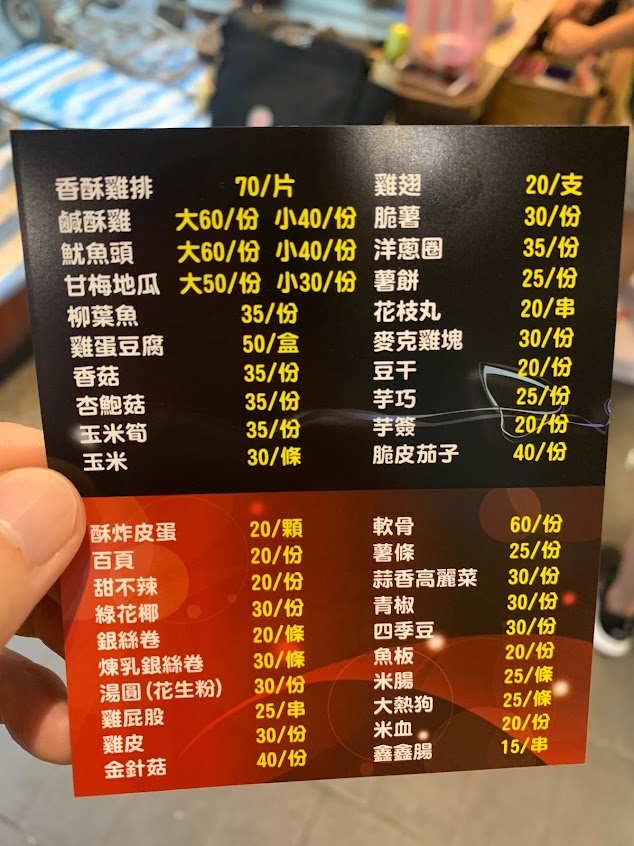 香酥雞排 70/片
鹹酥雞 大60/份 小40/份
魷魚頭 大60/份 小40/份
甘梅地瓜 大50/份 小30/份
柳葉魚 35/份
雞蛋豆腐 50/盒
香菇 35/份
杏鮑菇 35/份
玉米筍 35/份
玉米 30/條
雞翅 20/支
脆薯 30/份
洋蔥圈 35/份
薯餅 25/份
花枝丸 20/串
麥克雞塊 30/份
豆干 20/份
芋巧 25/份
芋簽 20/份
脆皮茄子 40/份
酥炸皮蛋 20/顆
百頁 20/份
甜不辣 20/份
綠花椰 30/份
銀絲卷 20/條
煉乳銀絲卷 30/條
湯圓(花生粉) 30/份
雞屁股 25/串
雞皮 30/份
金針菇 40/份
軟骨 60/份
薯條 25/份
蒜香高麗菜 30/份
青椒 30/份
四季豆 30/份
魚板 20/份
米腸 25/條
大熱狗 25/條
米血 20/份
鑫鑫腸 15/串